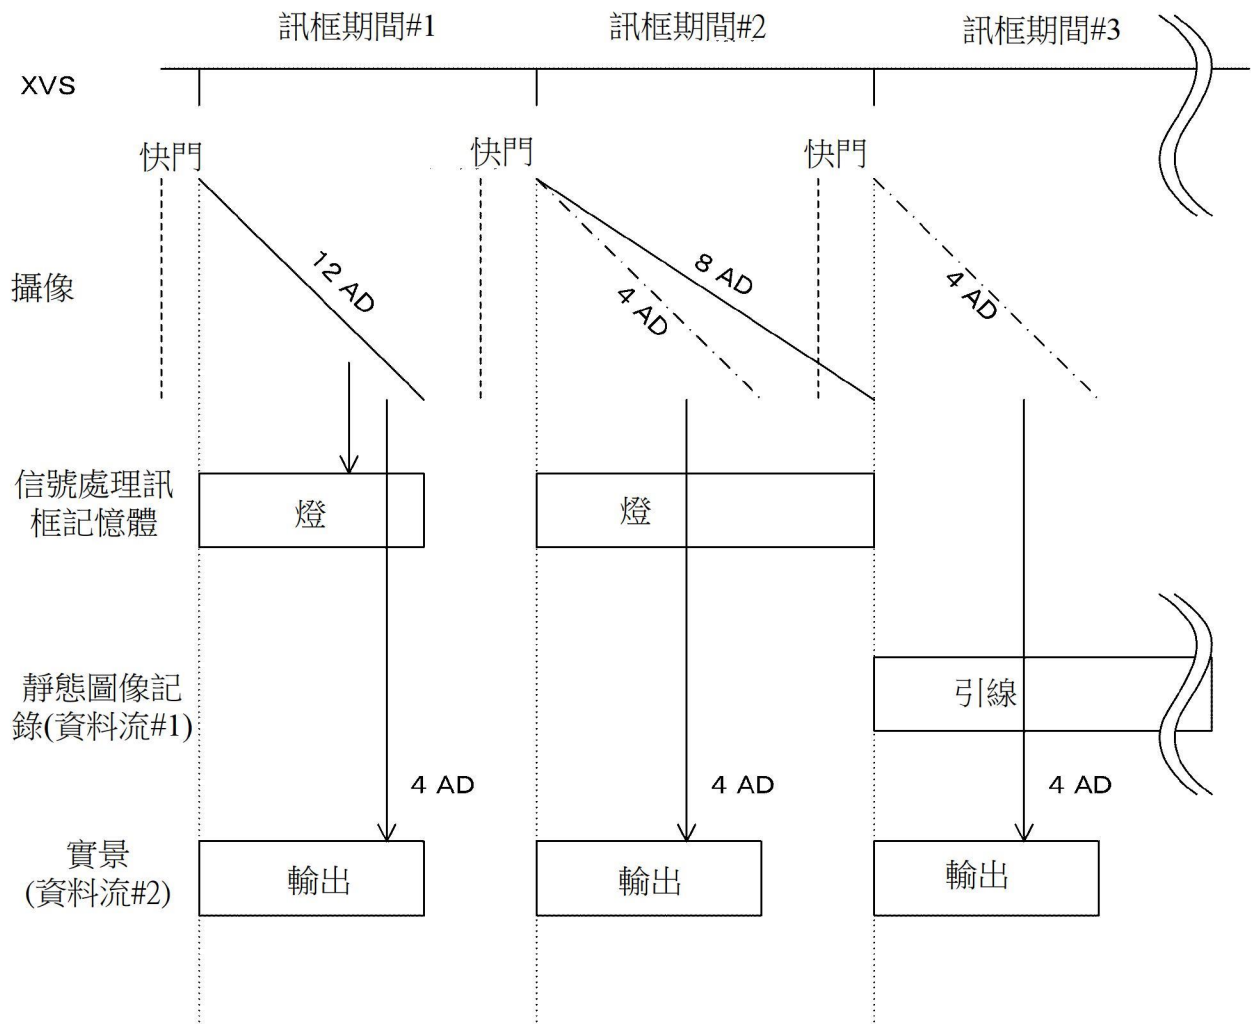 訊框期間#1
訊框期間#2
訊框期間#3
XVS
快門
快門
快門
攝像
12 AD
8 AD
4 AD
4 AD
信號處理訊
框記憶體
燈
燈
靜態圖像記
錄(資料流#1)
引線
4 AD
4 AD
4 AD
實景
(資料流#2)
輸出
輸出
輸出